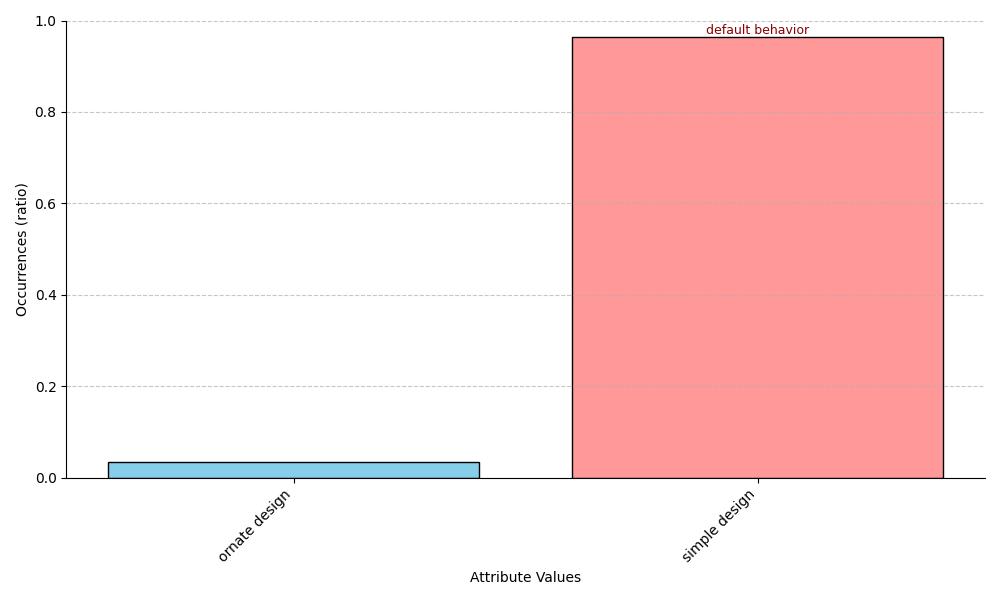 1.0
default behavior
0.8
0.6
0.4
0.2
0.0
Occurrences (ratio)
ornate design
simple design
Attribute Values